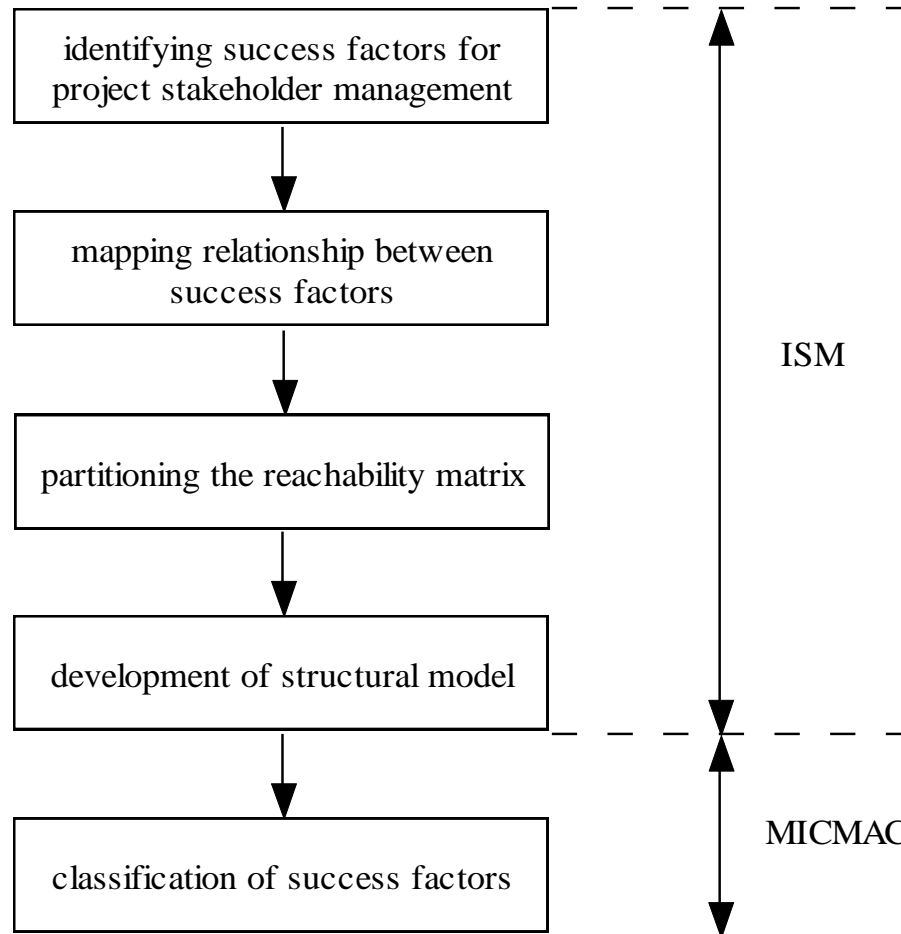 identifying success factors for
project stakeholder management
mapping relationship between
success factors
partitioning the reachability matrix
development of structural model
classification of success factors
ISM
MICMAC